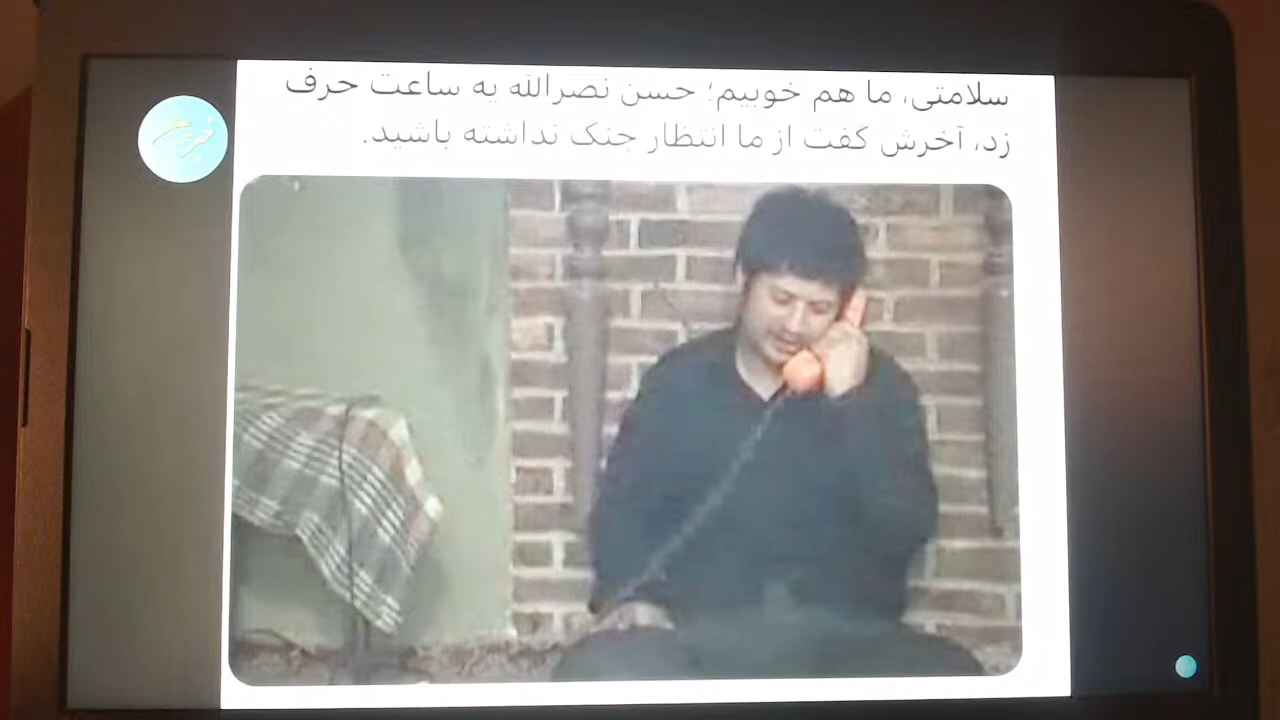 سلامتی، ما هم خوبیم؛ حسن نصرالله یه ساعت حرف
زد، آخرش گفت از ما انتظار جنگ نداشته باشید.